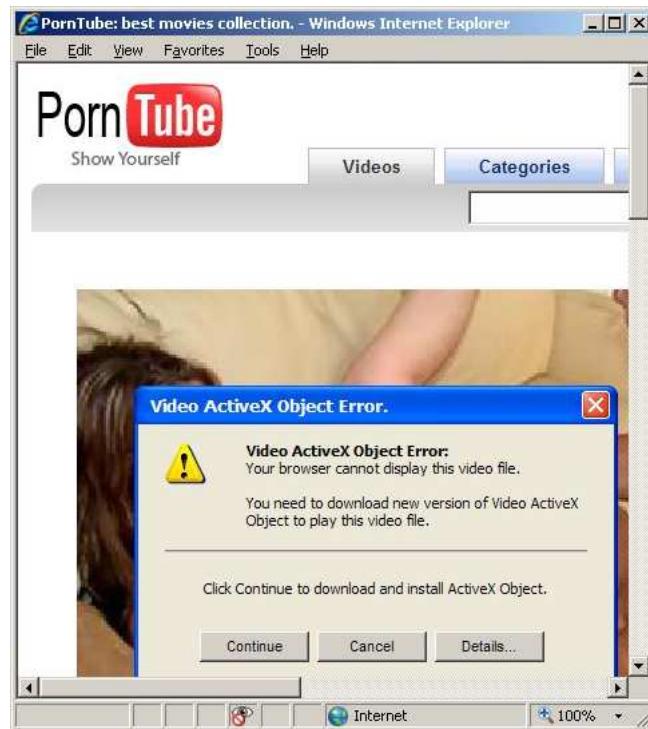 PornTube: best movies collection. - Windows Internet Explorer
File Edit View Favorites Tools Help
Porn Tube
Show Yourself
Videos Categories
Video ActiveX Object Error.
Video ActiveX Object Error:
Your browser cannot display this video file.
You need to download new version of Video ActiveX
Object to play this video file.
Click Continue to download and install ActiveX Object.
Continue Cancel Details...
Internet 100%